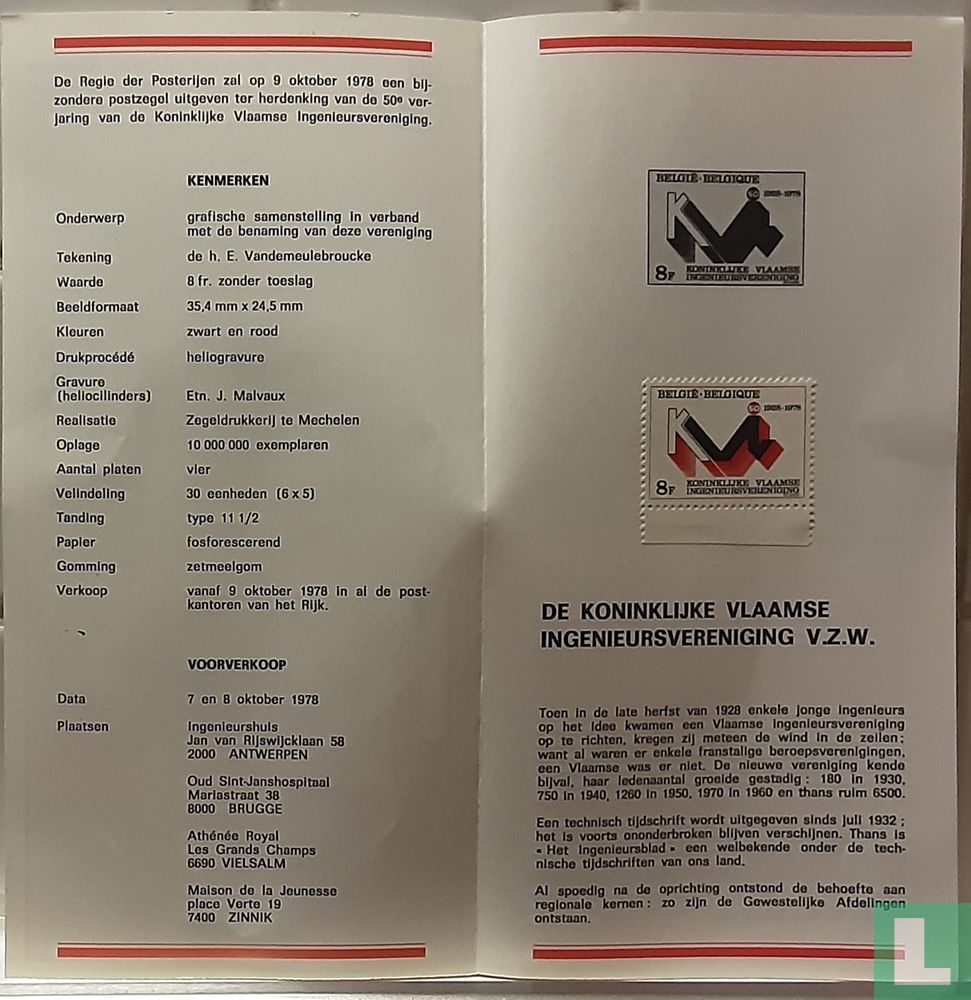 De Regie der Posterijen zal op 9 oktober 1978 een bij-
zondere postzegel uitgeven ter herdenking van de 50e ver-
jaring van de Koninklijke Vlaamse Ingenieursvereniging.
KENMERKEN
Onderwerp grafische samenstelling in verband
met de benaming van deze vereniging
Tekening de h. E. Vandemeulebroucke
Waarde 8 fr. zonder toeslag
Beeldformaat 35,4 mm x 24,5 mm
Kleuren zwart en rood
Drukprocédé heliogravure
Gravure
(heliocilinders) Etn. J. Malvaux
Realisatie Zegeldrukkerij te Mechelen
Oplage 10 000 000 exemplaren
Aantal platen vier
Velindeling 30 eenheden (6 x 5)
Tanding type 11 1/2
Papier fosforescerend
Gomming zetmeelgom
Verkoop vanaf 9 oktober 1978 in al de post-
kantoren van het Rijk.
VOORVERKOOP
Data 7 en 8 oktober 1978
Plaatsen Ingenieurshuis
Jan van Rijswijcklaan 58
2000 ANTWERPEN
Oud Sint-Janshospitaal
Mariastraat 38
8000 BRUGGE
Athénée Royal
Les Grands Champs
6690 VIELSALM
Maison de la Jeunesse
place Verte 19
7400 ZINNIK
BELGIË·BELGIQUE
50 1928-1978
KVI
8F KONINKLIJKE VLAAMSE
INGENIEURSVERENIGING
BELGIË·BELGIQUE
50 1928-1978
KVI
8F KONINKLIJKE VLAAMSE
INGENIEURSVERENIGING
DE KONINKLIJKE VLAAMSE
INGENIEURSVERENIGING V.Z.W.
Toen in de late herfst van 1928 enkele jonge ingenieurs
op het idee kwamen een Vlaamse ingenieursvereniging
op te richten, kregen zij meteen de wind in de zeilen ;
want al waren er enkele franstalige beroepsverenigingen,
een Vlaamse was er niet. De nieuwe vereniging kende
bijval, haar ledenaantal groeide gestadig : 180 in 1930,
750 in 1940, 1260 in 1950, 1970 in 1960 en thans ruim 6500.
Een technisch tijdschrift wordt uitgegeven sinds juli 1932 ;
het is voorts ononderbroken blijven verschijnen. Thans is
« Het Ingenieursblad » een welbekende onder de tech-
nische tijdschriften van ons land.
Al spoedig na de oprichting ontstond de behoefte aan
regionale kernen : zo zijn de Gewestelijke Afdelingen
ontstaan.
L